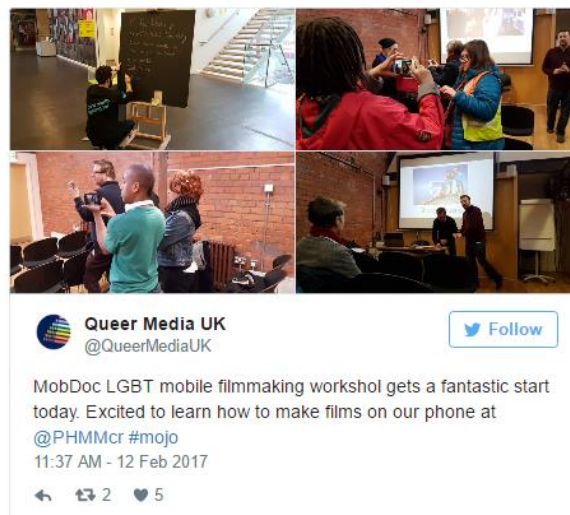 Queer Media UK
@QueerMediaUK
Follow
MobDoc LGBT mobile filmmaking workshol gets a fantastic start
today. Excited to learn how to make films on our phone at
@PHMMcr #mojo
11:37 AM - 12 Feb 2017
2
5